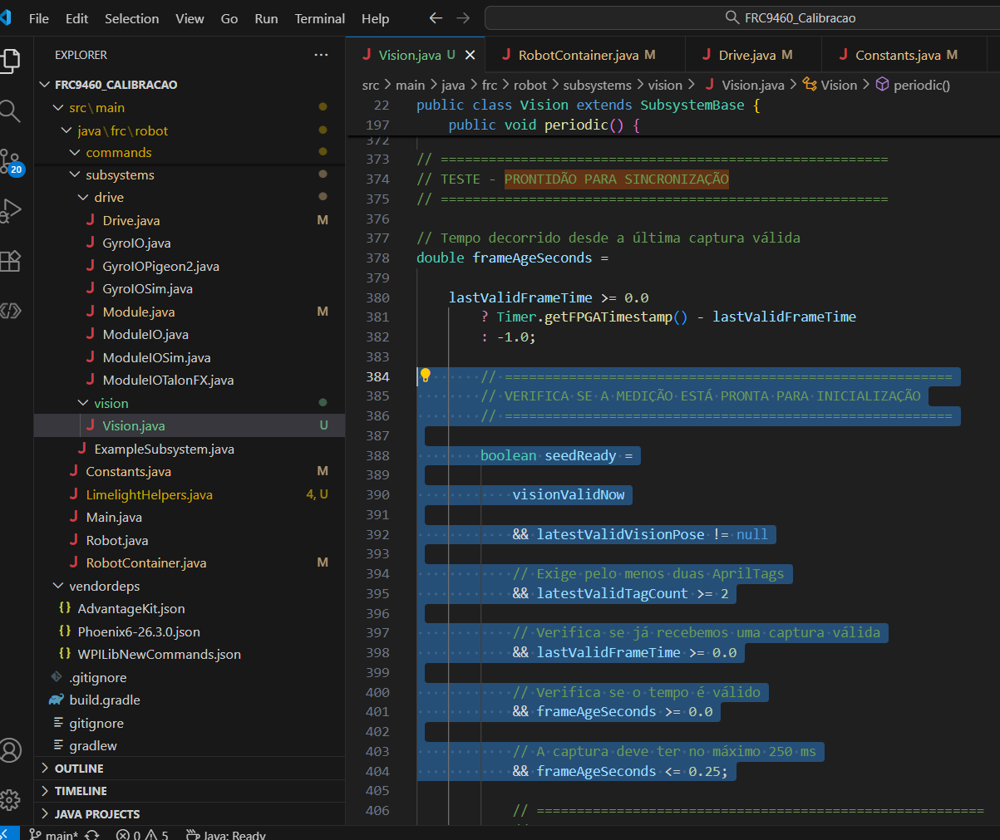 File Edit Selection View Go Run Terminal Help
FRC9460_Calibracao
EXPLORER
FRC9460_CALIBRACAO
src\main
java\frc\robot
commands
subsystems
drive
Drive.java M
GyroIO.java
GyroIOPigeon2.java
GyroIOSim.java
Module.java M
ModuleIO.java
ModuleIOSim.java
ModuleIOTalonFX.java
vision
Vision.java U
ExampleSubsystem.java
Constants.java M
LimelightHelpers.java 4, U
Main.java
Robot.java
RobotContainer.java M
vendordeps
{} AdvantageKit.json
{} Phoenix6-26.3.0.json
{} WPILibNewCommands.json
.gitignore
build.gradle
gitignore
gradlew
OUTLINE
TIMELINE
JAVA PROJECTS
20
Vision.java U
RobotContainer.java M
Drive.java M
Constants.java M
src > main > java > frc > robot > subsystems > vision > Vision.java > Vision > periodic()
22 public class Vision extends SubsystemBase {
197 public void periodic() {
372
373 // ========================================================
374 // TESTE - PRONTIDÃO PARA SINCRONIZAÇÃO
375 // ========================================================
376
377 // Tempo decorrido desde a última captura válida
378 double frameAgeSeconds =
379
380 lastValidFrameTime >= 0.0
381 ? Timer.getFPGATimestamp() - lastValidFrameTime
382 : -1.0;
383
384 // ========================================================
385 // VERIFICA SE A MEDIÇÃO ESTÁ PRONTA PARA INICIALIZAÇÃO
386 // ========================================================
387
388 boolean seedReady =
389
390 visionValidNow
391
392 && latestValidVisionPose != null
393
394 // Exige pelo menos duas AprilTags
395 && latestValidTagCount >= 2
396
397 // Verifica se já recebemos uma captura válida
398 && lastValidFrameTime >= 0.0
399
400 // Verifica se o tempo é válido
401 && frameAgeSeconds >= 0.0
402
403 // A captura deve ter no máximo 250 ms
404 && frameAgeSeconds <= 0.25;
405
406 // ========================================================
main* 0 5 Java: Ready